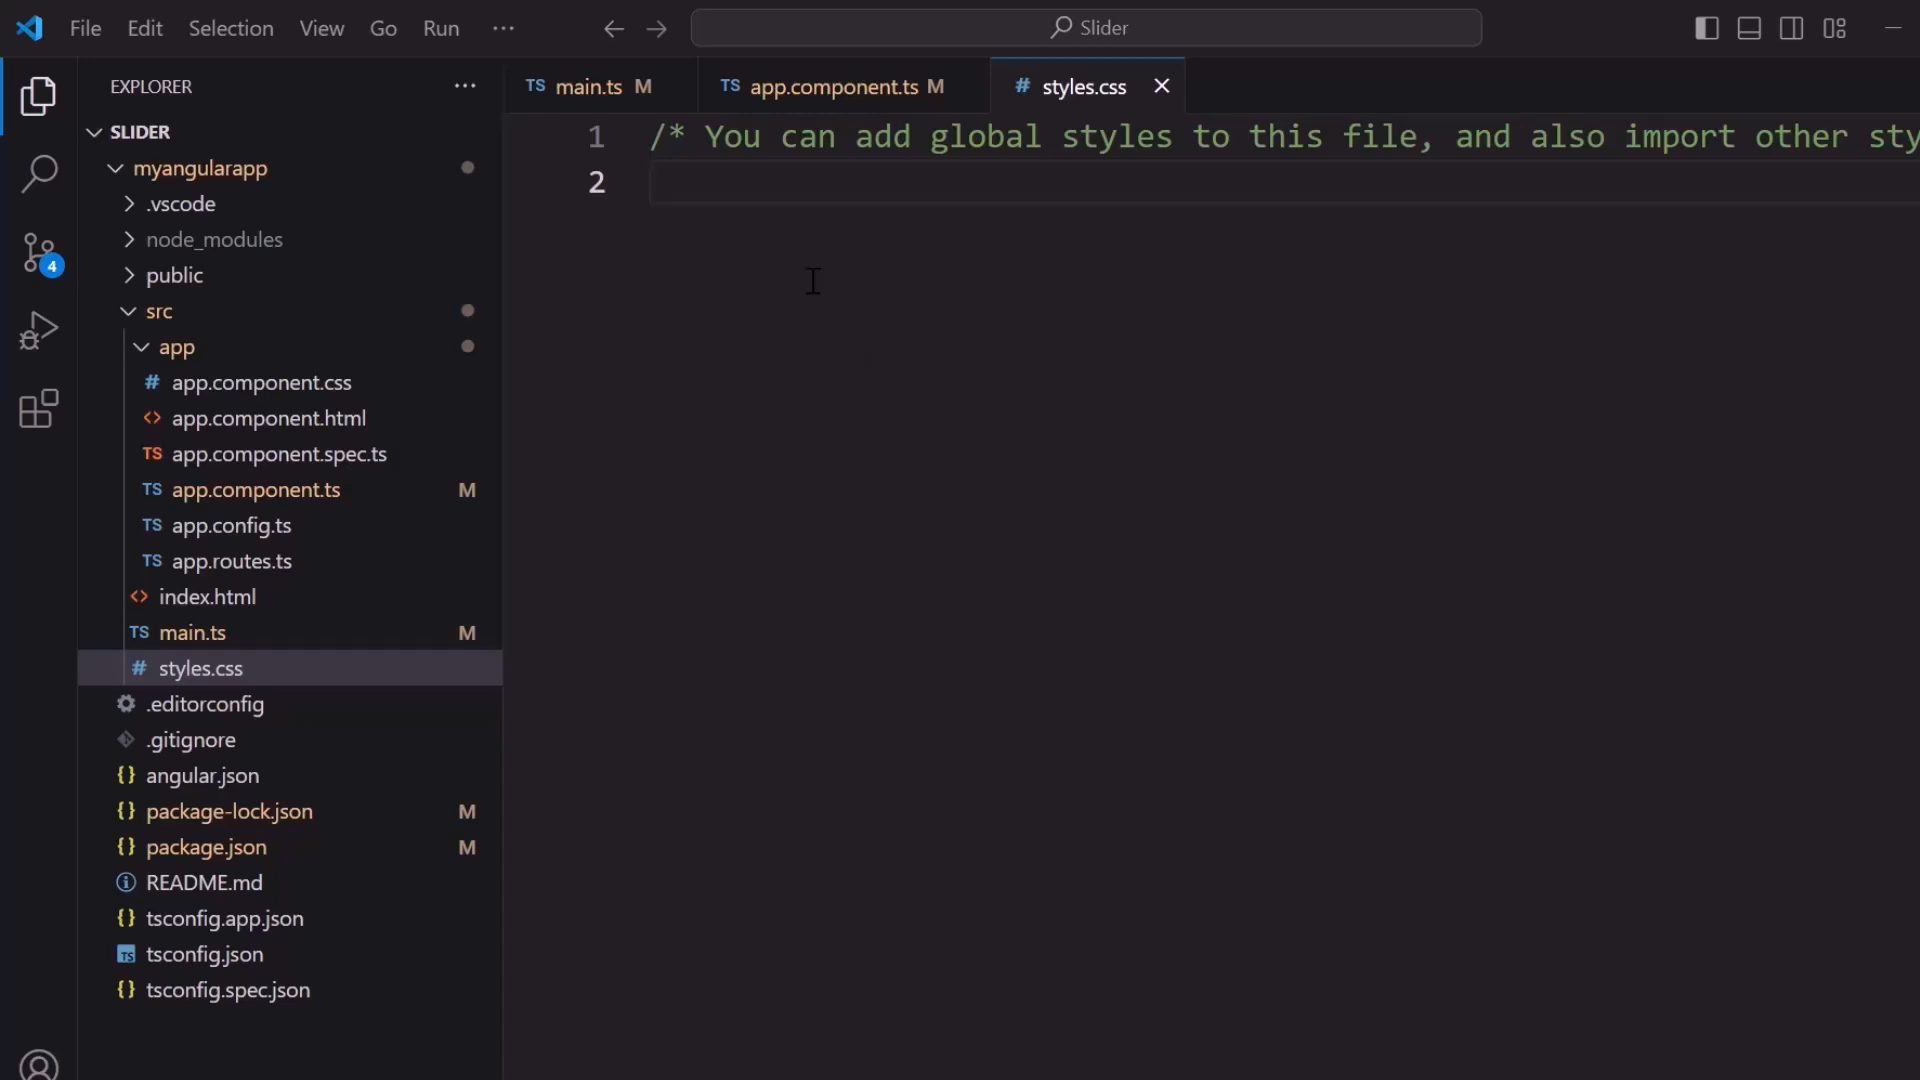 File Edit Selection View Go Run ··· Slider
EXPLORER ···
SLIDER
myangularapp
.vscode
node_modules
public
src
app
# app.component.css
<> app.component.html
TS app.component.spec.ts
TS app.component.ts M
TS app.config.ts
TS app.routes.ts
<> index.html
TS main.ts M
# styles.css
.editorconfig
.gitignore
{} angular.json
{} package-lock.json M
{} package.json M
README.md
{} tsconfig.app.json
TS tsconfig.json
{} tsconfig.spec.json
4
TS main.ts M TS app.component.ts M # styles.css
1 /* You can add global styles to this file, and also import other sty
2